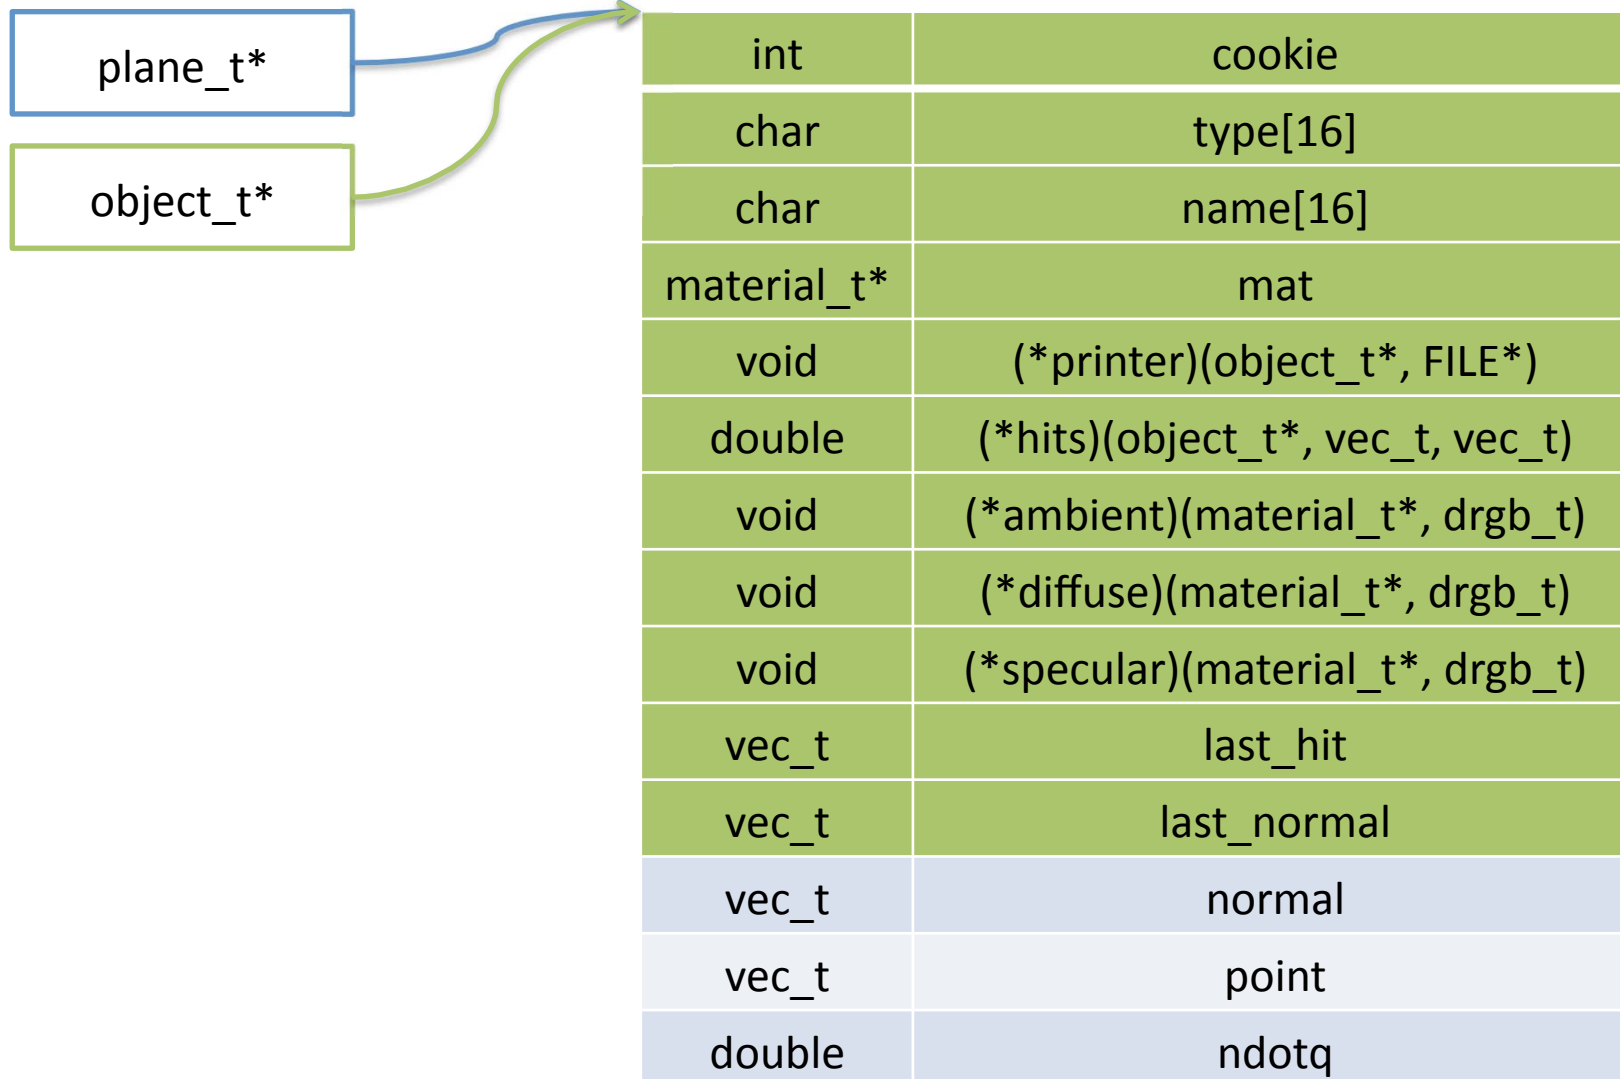 plane_t*
object_t*
int cookie
char type[16]
char name[16]
material_t* mat
void (*printer)(object_t*, FILE*)
double (*hits)(object_t*, vec_t, vec_t)
void (*ambient)(material_t*, drgb_t)
void (*diffuse)(material_t*, drgb_t)
void (*specular)(material_t*, drgb_t)
vec_t last_hit
vec_t last_normal
vec_t normal
vec_t point
double ndotq